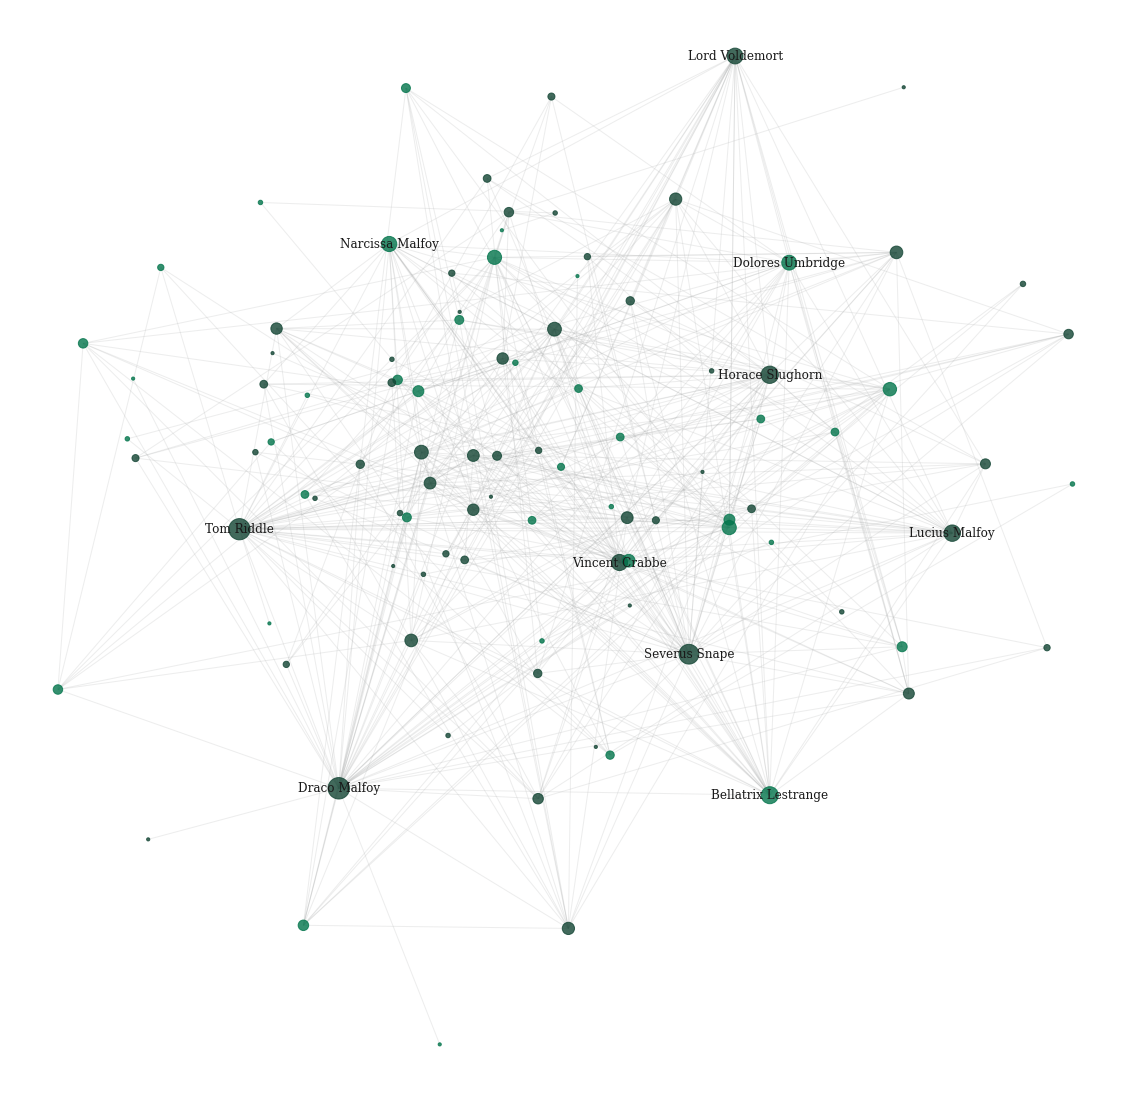 Lord Voldemort
Narcissa Malfoy
Dolores Umbridge
Horace Slughorn
Tom Riddle
Lucius Malfoy
Vincent Crabbe
Severus Snape
Draco Malfoy
Bellatrix Lestrange